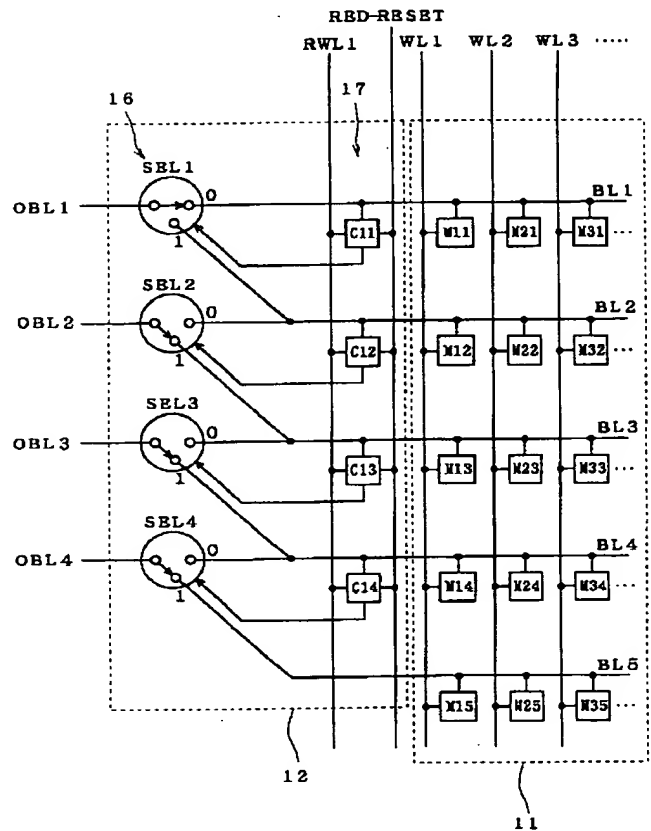 RBD-RESET
RWL1 WL1 WL2 WL3 .....
16 17
SBL1
OBL1 0 BL1
1 C11 M11 M21 M31 ...
SBL2
OBL2 0 BL2
1 C12 M12 M22 M32 ...
SBL3
OBL3 0 BL3
1 C13 M13 M23 M33 ...
SBL4
OBL4 0 BL4
1 C14 M14 M24 M34 ...
BL5
M15 M25 M35 ...
12
11